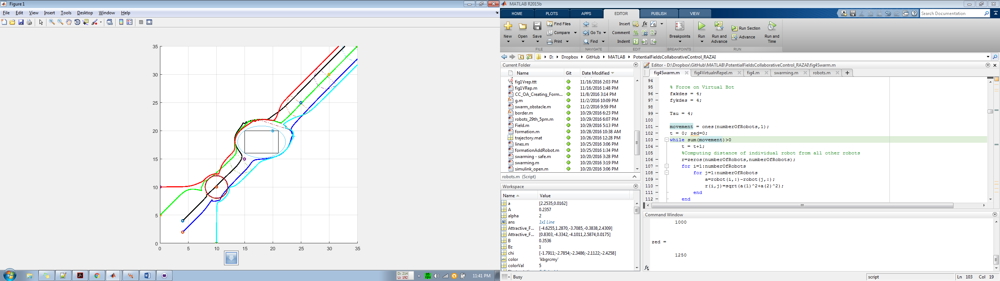 Figure 1
File Edit View Insert Tools Desktop Window Help
35
30
25
20
15
10
5
0
0 5 10 15 20 25 30 35
D: 214
U: 192
85
cpu
11:41 PM
MATLAB R2015b
HOME PLOTS APPS EDITOR PUBLISH VIEW
Search Documentation
New Open Save
Find Files
Compare
Print
Go To
Find
Insert
Comment
Indent
Breakpoints
Run
Run and Advance
Run Section
Advance
Run and Time
FILE NAVIGATE EDIT BREAKPOINTS RUN
D: Dropbox GitHub MATLAB PotentialFieldsCollaborativeControl_RAZAI
Current Folder
Name Git Date Modified
fig1Vrep.ttt 11/16/2016 2:03 PM
fig1VRep.m 11/16/2016 1:48 PM
CC_OA_Creating_Form... 11/8/2016 3:14 PM
g.m 11/2/2016 10:09 PM
swarm_obstacle.m 11/2/2016 9:59 PM
border.m 10/29/2016 6:23 PM
robots_29th_5pm.m 10/29/2016 6:07 PM
Field.m 10/29/2016 5:13 PM
formation.m 10/28/2016 10:38 AM
trajectory.mat 10/26/2016 12:28 PM
lines.m 10/25/2016 3:06 PM
formationAddRobot.m 10/25/2016 1:34 PM
swarming - safe.m 10/20/2016 3:28 PM
swarming.m 10/20/2016 3:19 PM
simulink_open.m 10/20/2016 3:06 PM
robots.m (Script)
Workspace
Name Value
a [2.2535,0.0162]
A 0.2357
alpha 2
ans 1x1 Line
Attractive_F... [-4.6255,1.2870,-3.7085,-0.3838,2.4309]
Attractive_F... [0.8303,-4.3342,-4.1011,2.5874,0.0175]
B 0.3536
Bz 1
chi [-1.7911;-2.7854;-2.3486;-2.1122;-2.4258]
color 'kbgrcmy'
colorVal 5
Editor - D:\Dropbox\GitHub\MATLAB\PotentialFieldsCollaborativeControl_RAZAI\fig4Swarm.m
fig4Swarm.m fig4VirtualnRepel.m fig4.m swarming.m robots.m
94
95 % Force on Virtual Bot
96 – fxkdes = 4;
97 – fykdes = 4;
98
99 – Tau = 4;
100
101 – movement = ones(numberOfRobots,1);
102 – t = 0; zed=0;
103 – while sum(movement)>0
104 – t = t+1;
105 %Computing distance of individual robot from all other robots
106 – r=zeros(numberOfRobots,numberOfRobots);
107 – for i=1:numberOfRobots
108 – for j=1:numberOfRobots
109 – a=robot(i,:)-robot(j,:);
110 – r(i,j)=sqrt(a(1)^2+a(2)^2);
111 – end
112 – end
Command Window
1000
zed =
1250
fx
Busy
script
Ln 103 Col 19